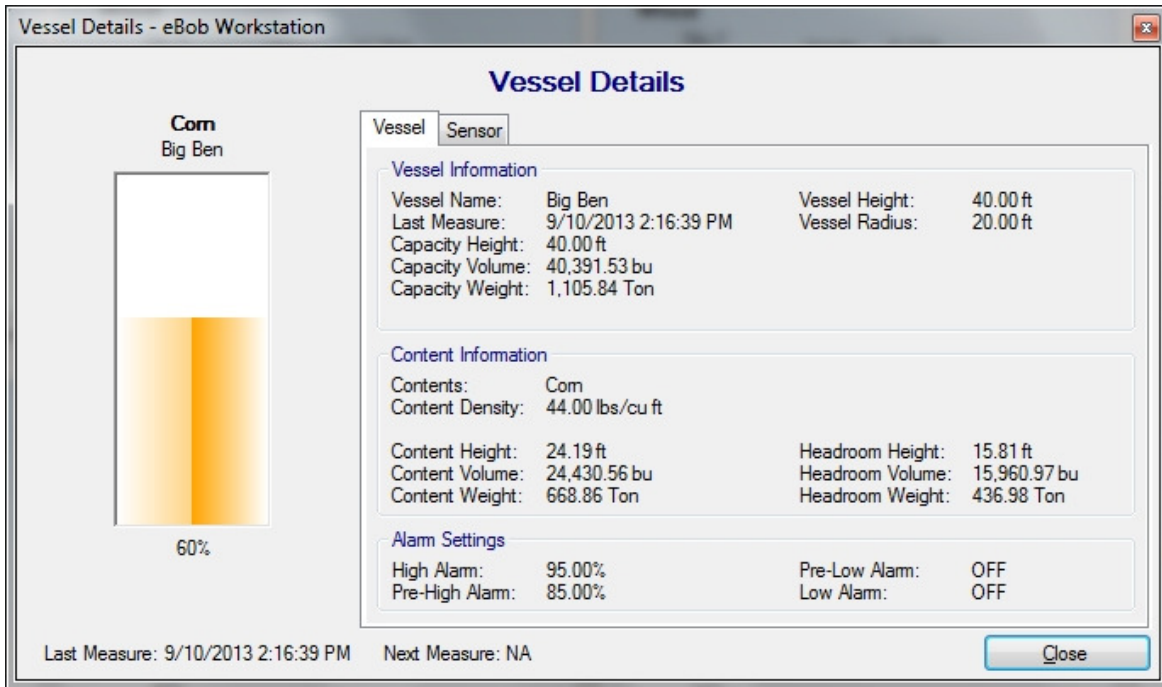 Vessel Details - eBob Workstation
Vessel Details
Corn
Big Ben
60%
Vessel Sensor
Vessel Information
Vessel Name: Big Ben Vessel Height: 40.00 ft
Last Measure: 9/10/2013 2:16:39 PM Vessel Radius: 20.00 ft
Capacity Height: 40.00 ft
Capacity Volume: 40,391.53 bu
Capacity Weight: 1,105.84 Ton
Content Information
Contents: Corn
Content Density: 44.00 lbs/cu ft
Content Height: 24.19 ft Headroom Height: 15.81 ft
Content Volume: 24,430.56 bu Headroom Volume: 15,960.97 bu
Content Weight: 668.86 Ton Headroom Weight: 436.98 Ton
Alarm Settings
High Alarm: 95.00% Pre-Low Alarm: OFF
Pre-High Alarm: 85.00% Low Alarm: OFF
Last Measure: 9/10/2013 2:16:39 PM Next Measure: NA Close